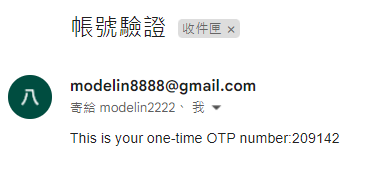 帳號驗證 收件匣 ×
八 modelin8888@gmail.com
寄給 modelin2222、 我
This is your one-time OTP number:209142